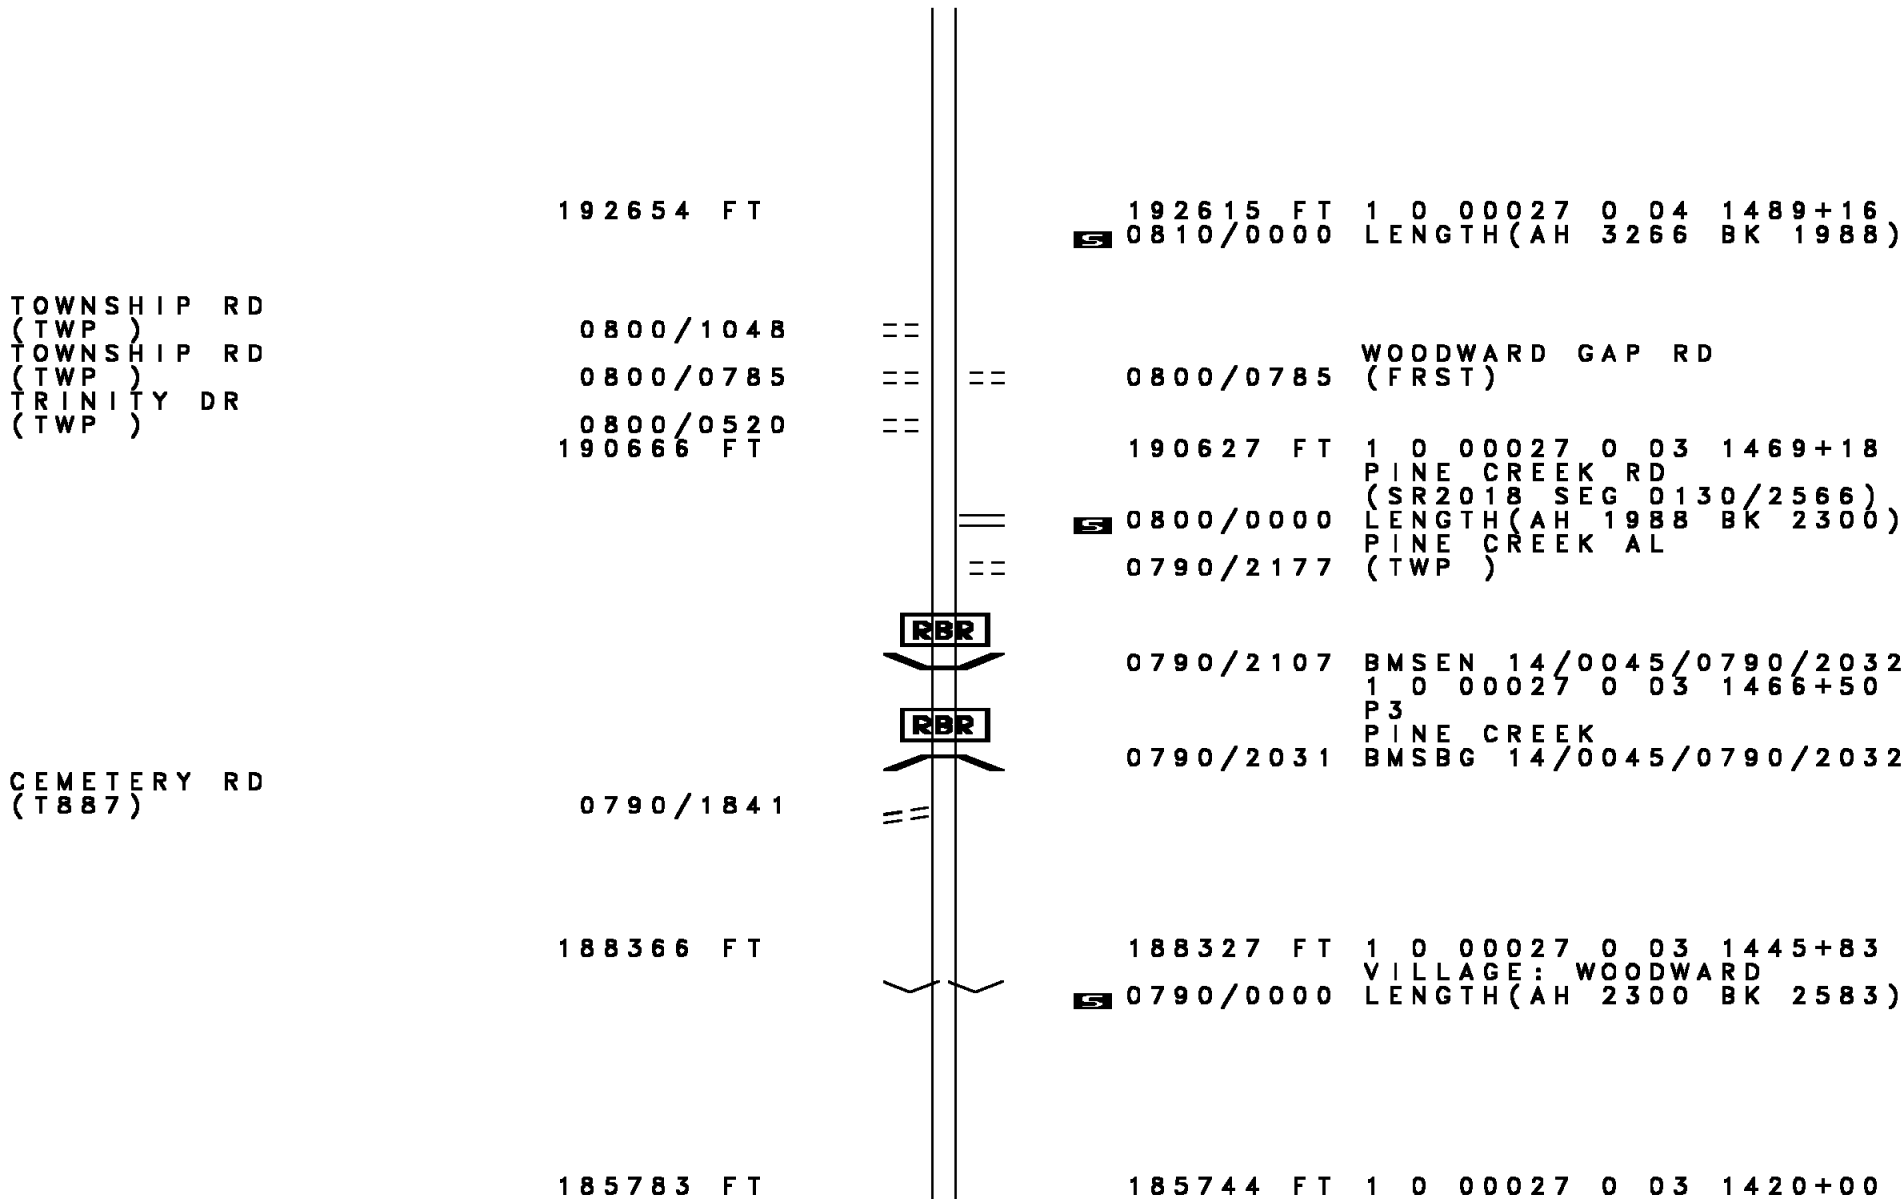 192654 FT 192615 FT 1 0 00027 0 04 1489+16
S 0810/0000 LENGTH(AH 3266 BK 1988)
TOWNSHIP RD
(TWP ) 0800/1048
TOWNSHIP RD WOODWARD GAP RD
(TWP ) 0800/0785 0800/0785 (FRST)
TRINITY DR
(TWP ) 0800/0520
190666 FT 190627 FT 1 0 00027 0 03 1469+18
PINE CREEK RD
(SR2018 SEG 0130/2566)
S 0800/0000 LENGTH(AH 1988 BK 2300)
PINE CREEK AL
0790/2177 (TWP )
RBR
0790/2107 BMSEN 14/0045/0790/2032
1 0 00027 0 03 1466+50
P3
RBR
PINE CREEK
0790/2031 BMSBG 14/0045/0790/2032
CEMETERY RD
(T887) 0790/1841
188366 FT 188327 FT 1 0 00027 0 03 1445+83
VILLAGE: WOODWARD
S 0790/0000 LENGTH(AH 2300 BK 2583)
185783 FT 185744 FT 1 0 00027 0 03 1420+00